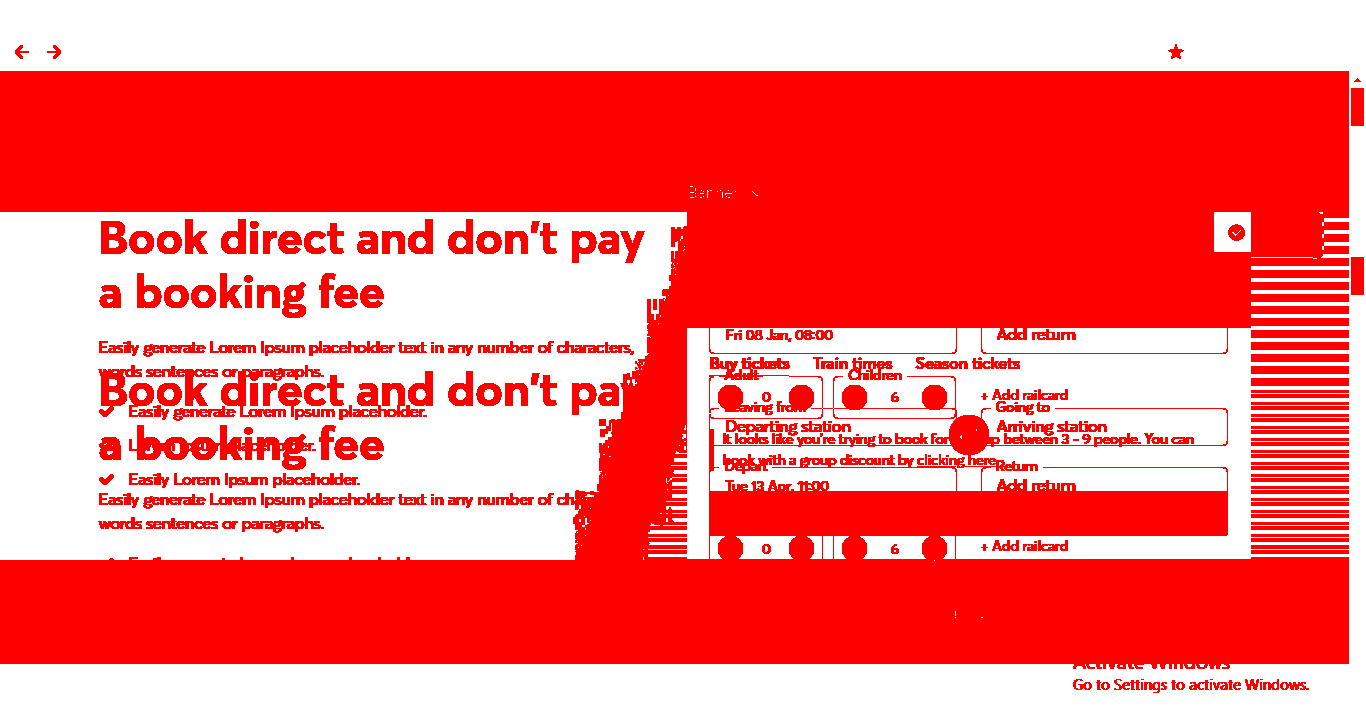 Banner
Book direct and don't pay
a booking fee
Easily generate Lorem Ipsum placeholder text in any number of characters,
words sentences or paragraphs.
Book direct and don't pay
a booking fee
Easily generate Lorem Ipsum placeholder.
Lorem Ipsum placeholder.
Easily Lorem Ipsum placeholder.
Easily generate Lorem Ipsum placeholder text in any number of
words sentences or paragraphs.
Fri 08 Jan, 08:00 Add return
Buy tickets Train times Season tickets
Adult Children
0 6 + Add railcard
Leaving from Going to
Departing station Arriving station
It looks like you're trying to book for up between 3 - 9 people. You can
book with a group discount by clicking here
Depart Return
Tue 13 Apr, 11:00 Add return
0 6 + Add railcard
Activate Windows
Go to Settings to activate Windows.